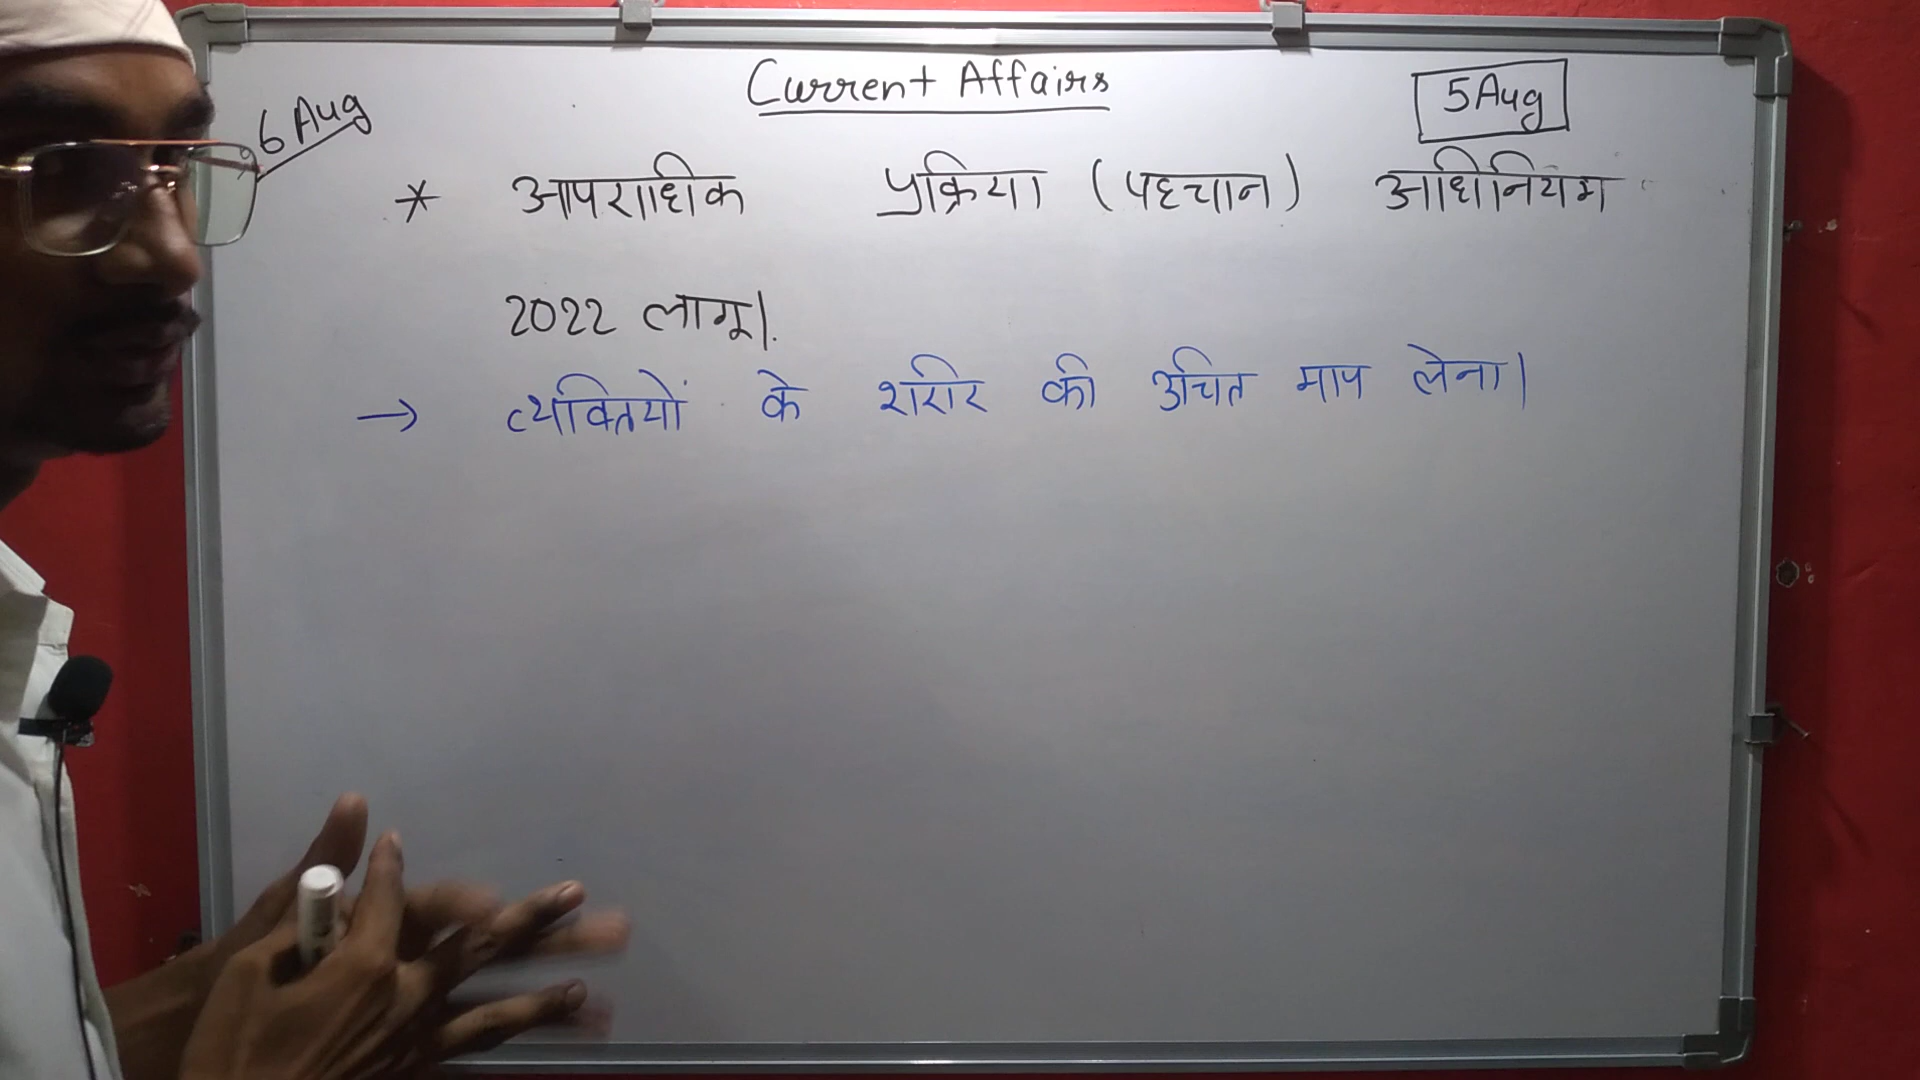 Current Affairs
6 Aug
5 Aug
* आपराधिक प्रक्रिया (पहचान) अधिनियम
2022 लागू।
→ व्यक्तियों के शरीर की उचित माप लेना।